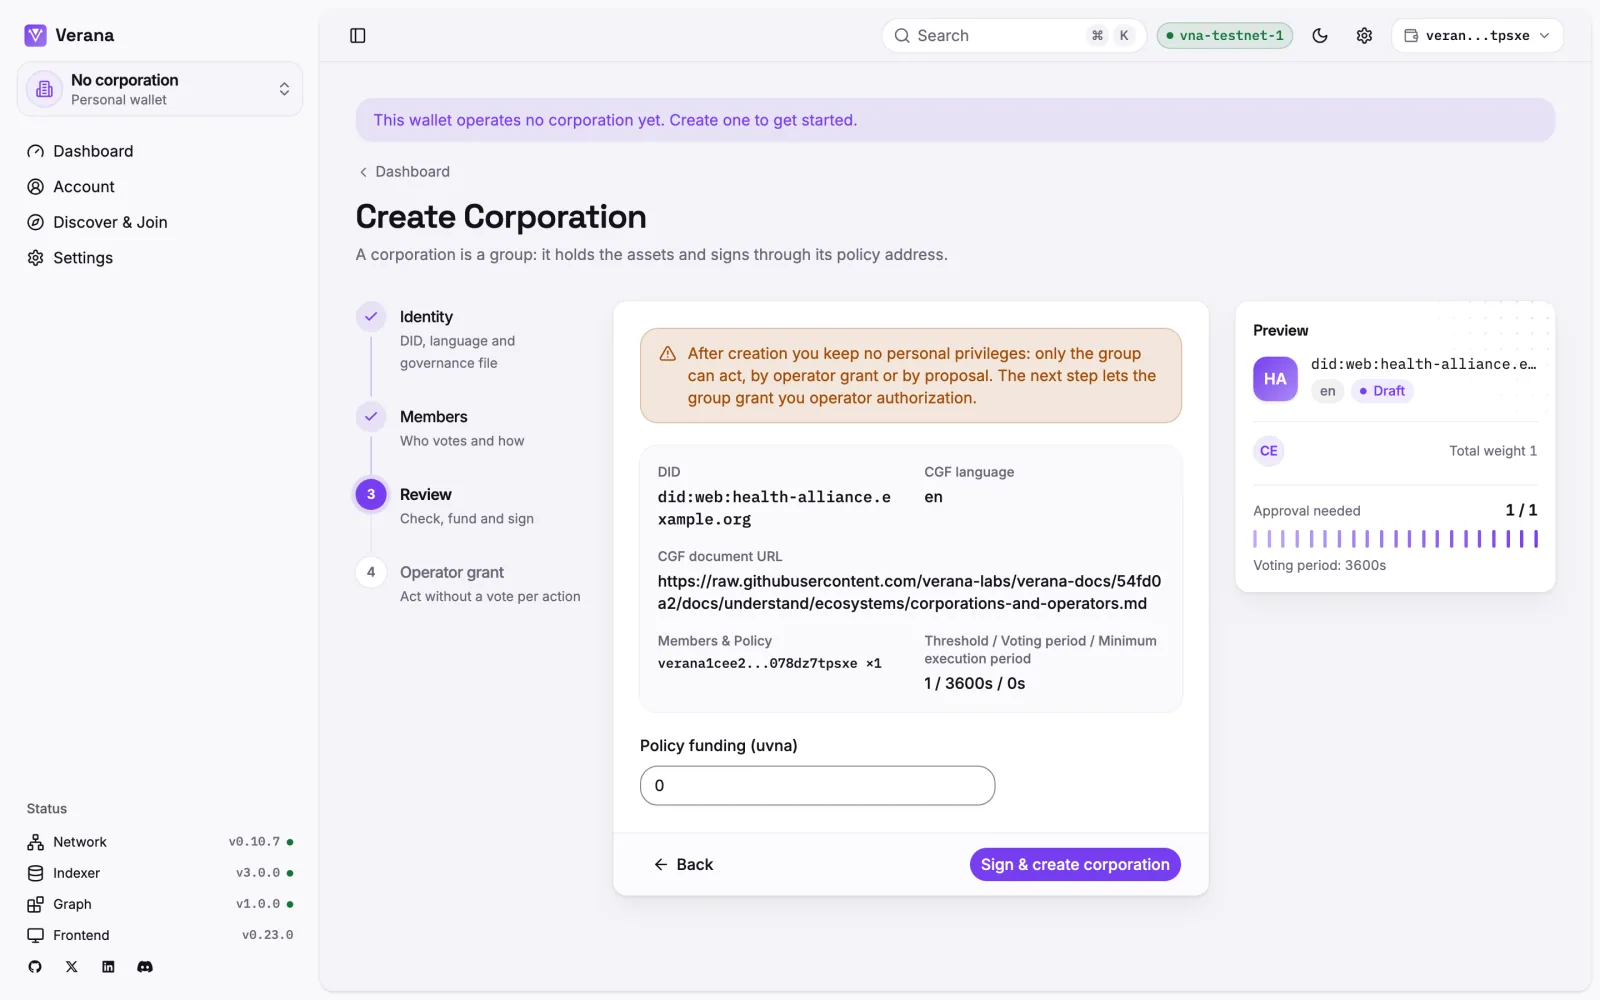 Verana
No corporation
Personal wallet
Dashboard
Account
Discover & Join
Settings
Status
Network v0.10.7
Indexer v3.0.0
Graph v1.0.0
Frontend v0.23.0
Search ⌘ K
vna-testnet-1
veran...tpsxe
This wallet operates no corporation yet. Create one to get started.
Dashboard
Create Corporation
A corporation is a group: it holds the assets and signs through its policy address.
Identity
DID, language and
governance file
Members
Who votes and how
3
Review
Check, fund and sign
4
Operator grant
Act without a vote per action
After creation you keep no personal privileges: only the group
can act, by operator grant or by proposal. The next step lets the
group grant you operator authorization.
DID
did:web:health-alliance.e
xample.org
CGF language
en
CGF document URL
https://raw.githubusercontent.com/verana-labs/verana-docs/54fd0
a2/docs/understand/ecosystems/corporations-and-operators.md
Members & Policy
verana1cee2...078dz7tpsxe ×1
Threshold / Voting period / Minimum
execution period
1 / 3600s / 0s
Policy funding (uvna)
0
Back
Sign & create corporation
Preview
HA
did:web:health-alliance.e…
en
Draft
CE
Total weight 1
Approval needed 1 / 1
Voting period: 3600s